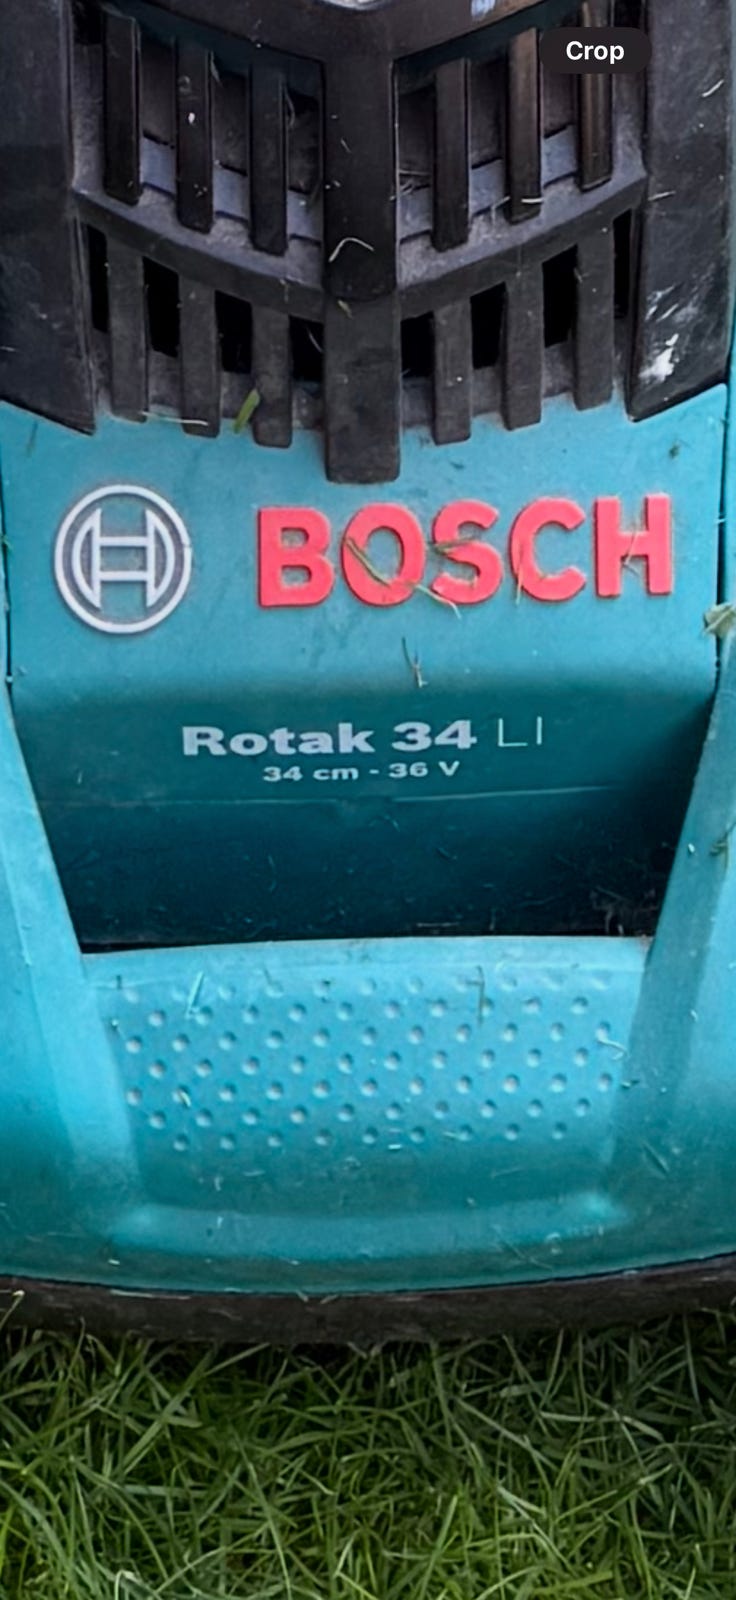 Crop
BOSCH
Rotak 34 LI
34 cm - 36 V